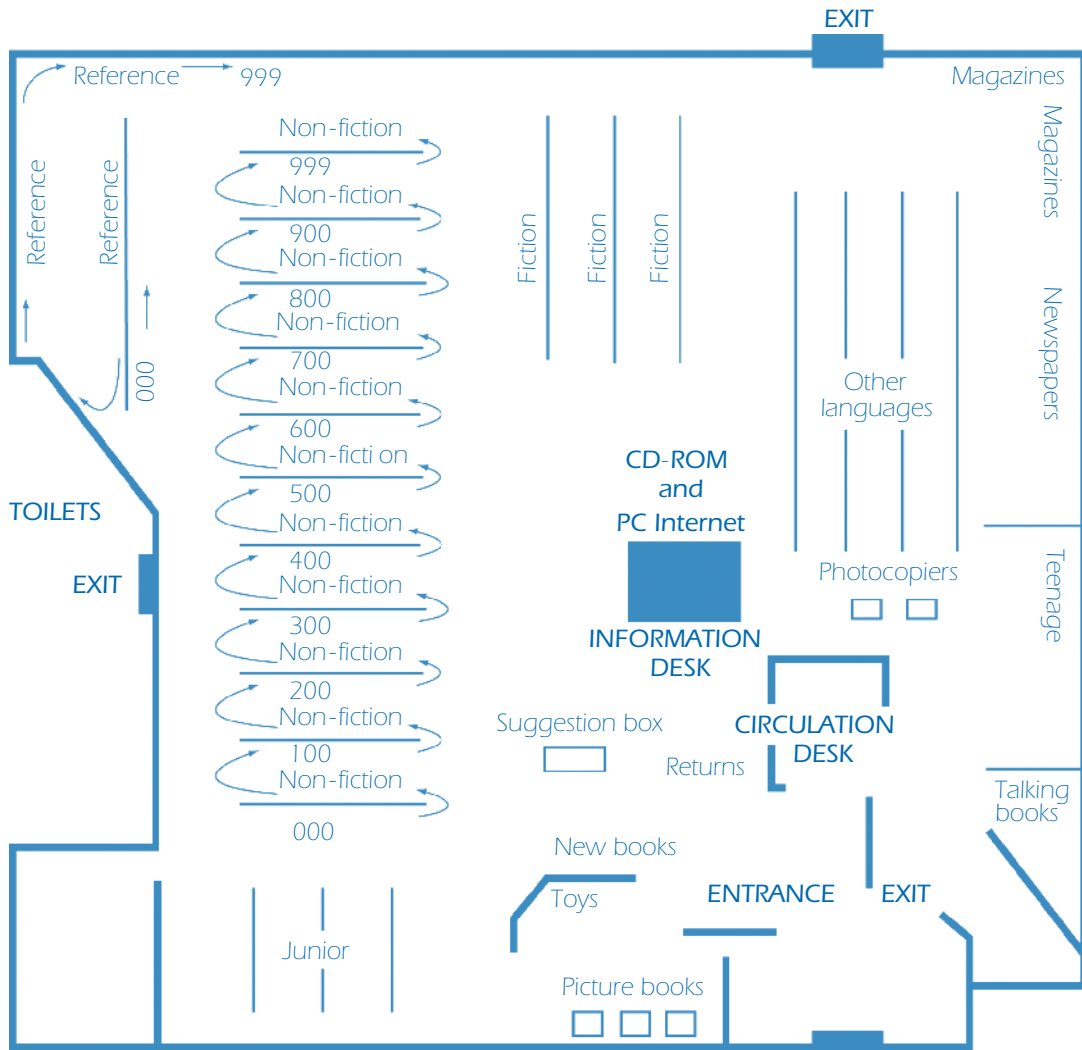 EXIT
Reference
999
Magazines
Magazines
Newspapers
Reference
Reference
000
Non-fiction
999
Non-fiction
900
Non-fiction
800
Non-fiction
700
Non-fiction
600
Non-ficti on
500
Non-fiction
400
Non-fiction
300
Non-fiction
200
Non-fiction
100
Non-fiction
000
Fiction
Fiction
Fiction
Other
languages
CD-ROM
and
PC Internet
INFORMATION
DESK
Photocopiers
Teenage
TOILETS
EXIT
Suggestion box
CIRCULATION
DESK
Returns
Talking
books
New books
Toys
ENTRANCE
EXIT
Junior
Picture books